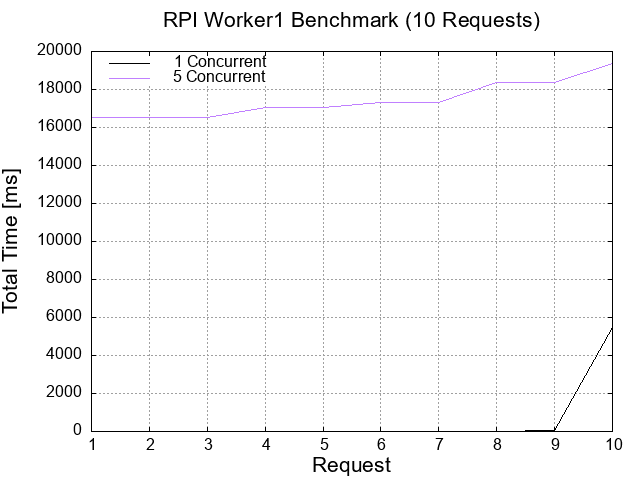 RPI Worker1 Benchmark (10 Requests)
1 Concurrent
5 Concurrent
20000
18000
16000
14000
12000
10000
8000
6000
4000
2000
0
Total Time [ms]
1 2 3 4 5 6 7 8 9 10
Request